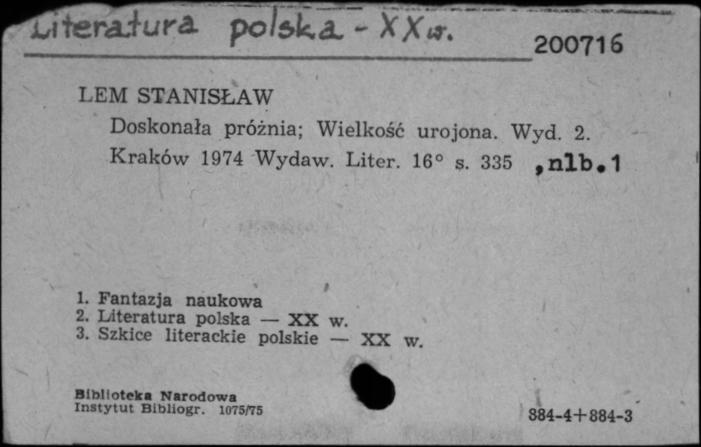 Literatura polska - XX w.
200716
LEM STANISŁAW
Doskonała próżnia; Wielkość urojona. Wyd. 2.
Kraków 1974 Wydaw. Liter. 16° s. 335 ,nlb.1
1. Fantazja naukowa
2. Literatura polska — XX w.
3. Szkice literackie polskie — XX w.
Biblioteka Narodowa
Instytut Bibliogr. 1075/75
884-4+884-3